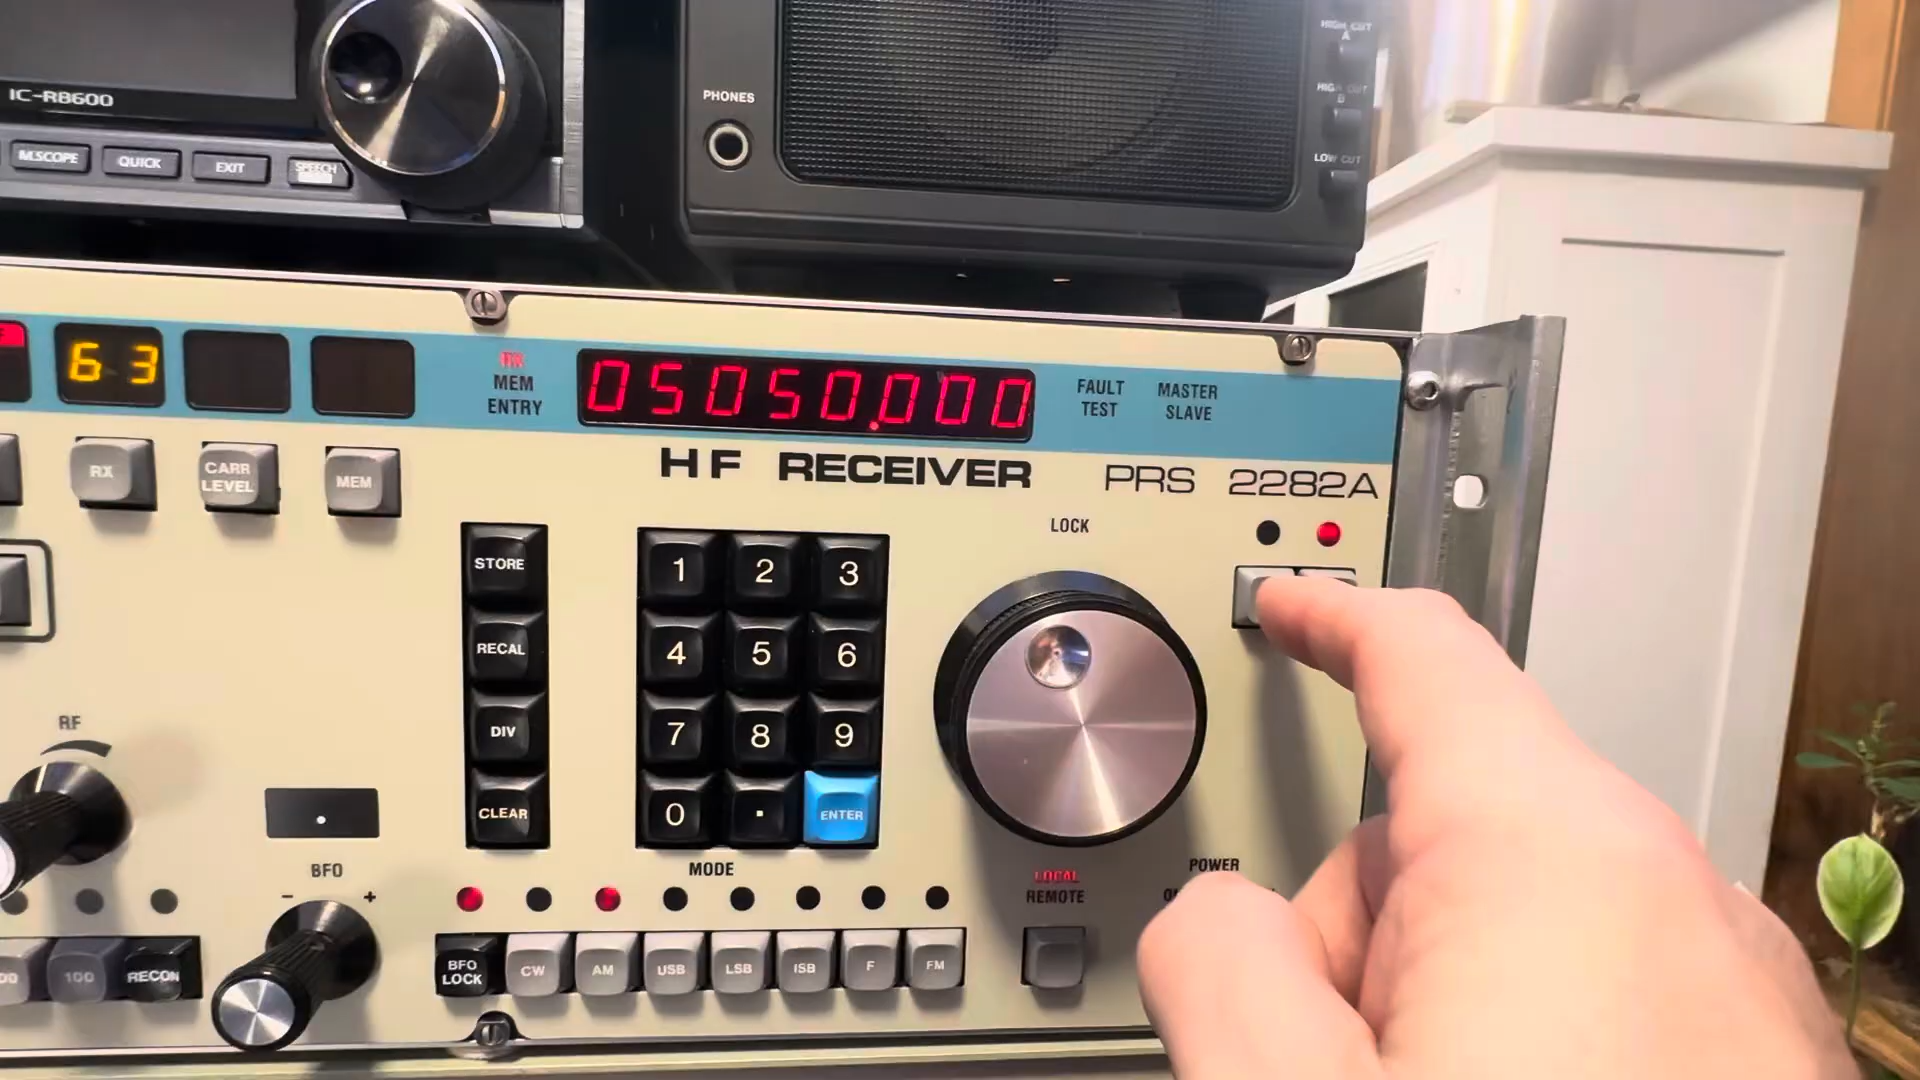 IC-R8600
M.SCOPE
QUICK
EXIT
SPEECH
PHONES
HIGH CUT
A
HIGH CUT
B
LOW CUT
63
RX
MEM
ENTRY
05050.000
FAULT
TEST
MASTER
SLAVE
HF RECEIVER
PRS 2282A
RX
CARR
LEVEL
MEM
LOCK
STORE
RECAL
DIV
CLEAR
1 2 3
4 5 6
7 8 9
0 . ENTER
RF
BFO
- +
MODE
LOCAL
REMOTE
POWER
100
RECON
BFO
LOCK
CW
AM
USB
LSB
ISB
F
FM